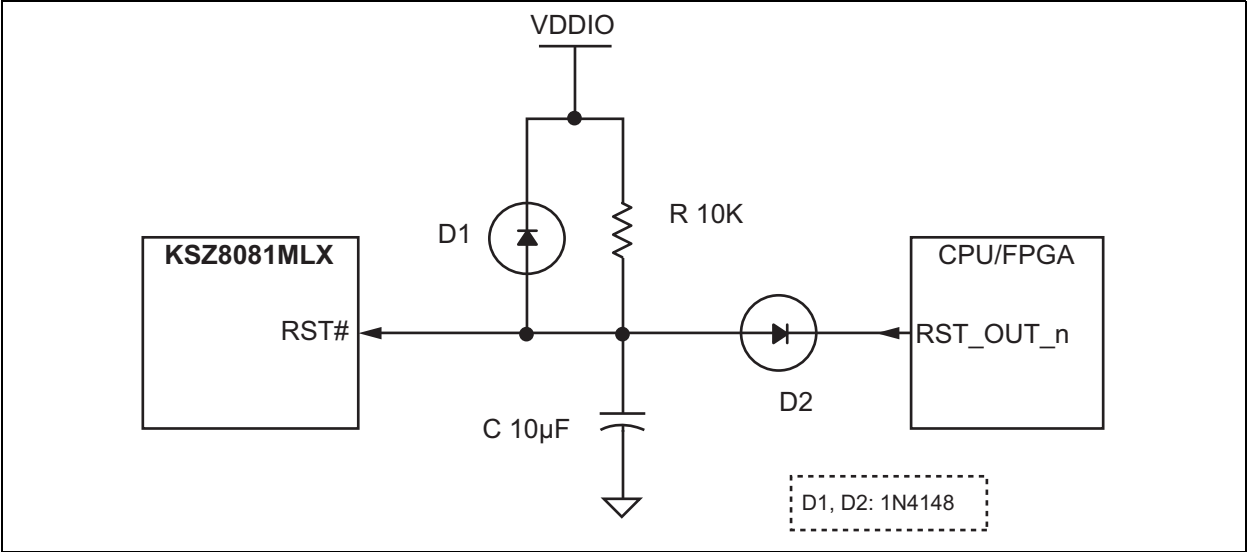 VDDIO
D1
R 10K
KSZ8081MLX
CPU/FPGA
RST#
RST_OUT_n
D2
C 10µF
D1, D2: 1N4148